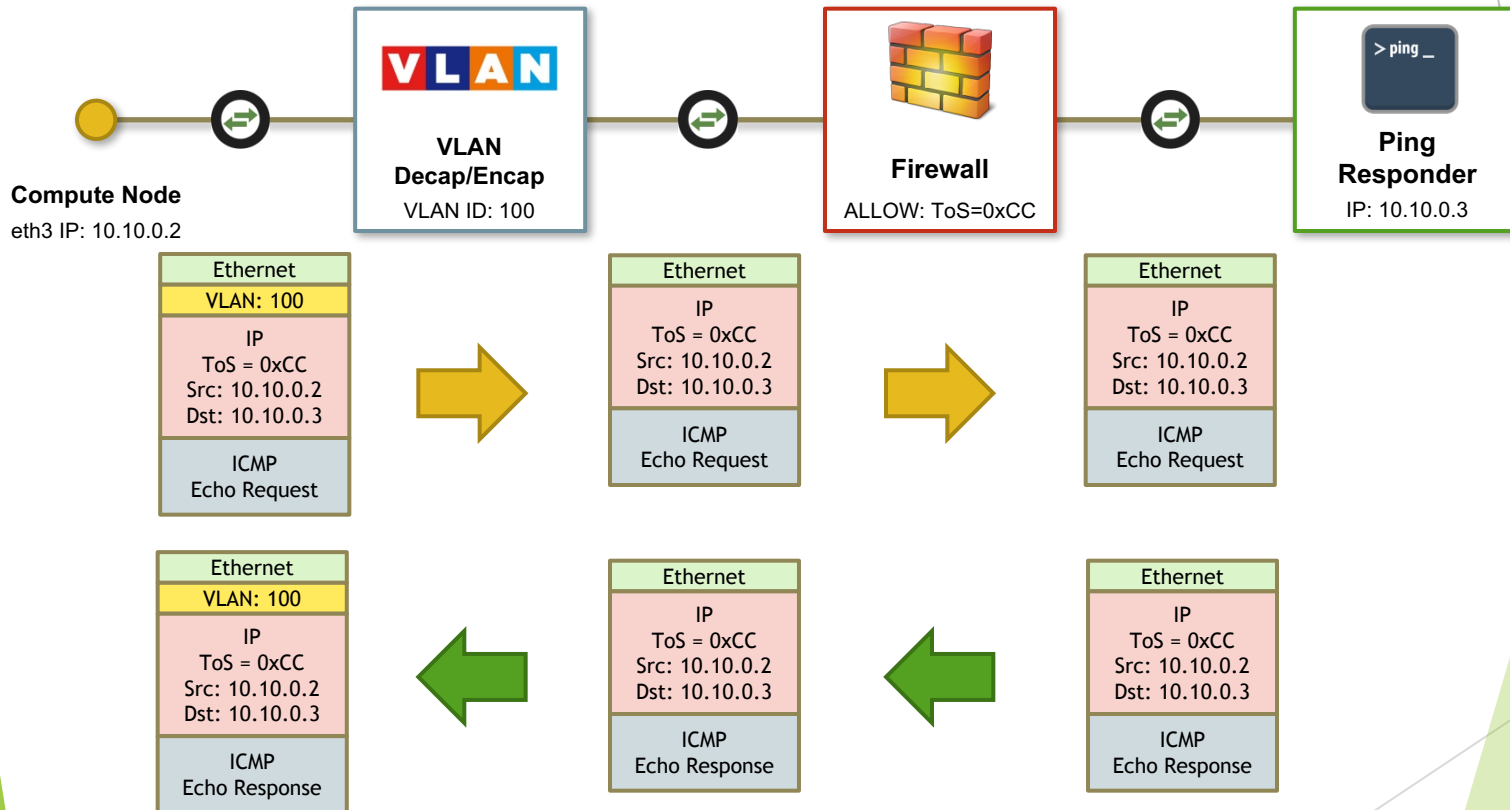 VLAN
> ping _
VLAN
Decap/Encap
VLAN ID: 100
Firewall
ALLOW: ToS=0xCC
Ping
Responder
IP: 10.10.0.3
Compute Node
eth3 IP: 10.10.0.2
Ethernet
VLAN: 100
IP
ToS = 0xCC
Src: 10.10.0.2
Dst: 10.10.0.3
ICMP
Echo Request
Ethernet
IP
ToS = 0xCC
Src: 10.10.0.2
Dst: 10.10.0.3
ICMP
Echo Request
Ethernet
IP
ToS = 0xCC
Src: 10.10.0.2
Dst: 10.10.0.3
ICMP
Echo Request
Ethernet
VLAN: 100
IP
ToS = 0xCC
Src: 10.10.0.2
Dst: 10.10.0.3
ICMP
Echo Response
Ethernet
IP
ToS = 0xCC
Src: 10.10.0.2
Dst: 10.10.0.3
ICMP
Echo Response
Ethernet
IP
ToS = 0xCC
Src: 10.10.0.2
Dst: 10.10.0.3
ICMP
Echo Response